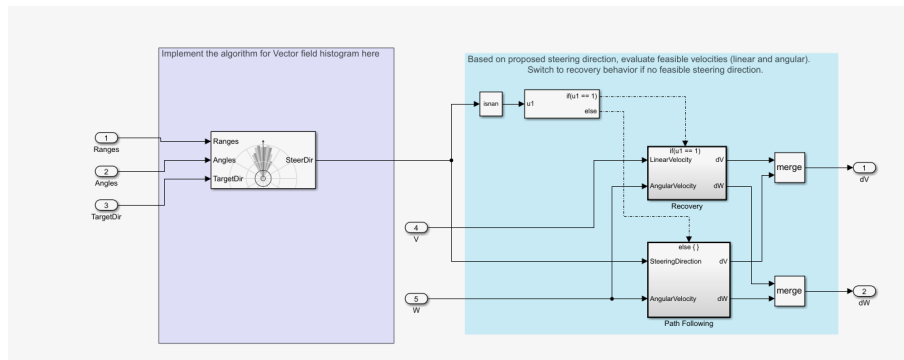 Implement the algorithm for Vector field histogram here
Based on proposed steering direction, evaluate feasible velocities (linear and angular).
Switch to recovery behavior if no feasible steering direction.
isnan
u1
if(u1 == 1)
else
1
Ranges
2
Angles
3
TargetDir
Ranges
Angles
TargetDir
SteerDir
if(u1 == 1)
LinearVelocity
dV
AngularVelocity
dW
Recovery
merge
1
dV
4
V
else { }
SteeringDirection
dV
AngularVelocity
dW
Path Following
merge
2
dW
5
W